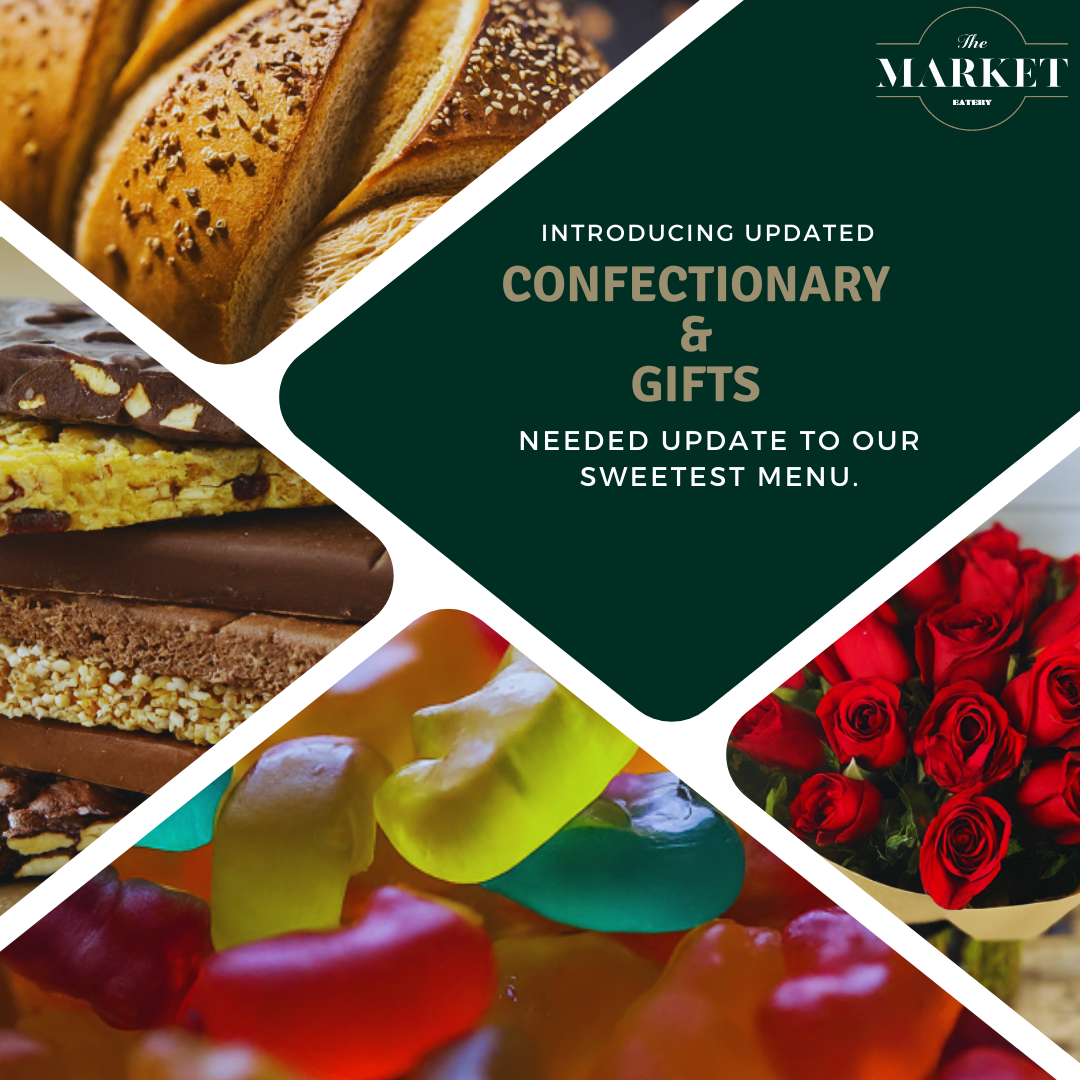 The
MARKET
EATERY
INTRODUCING UPDATED
CONFECTIONARY
&
GIFTS
NEEDED UPDATE TO OUR
SWEETEST MENU.